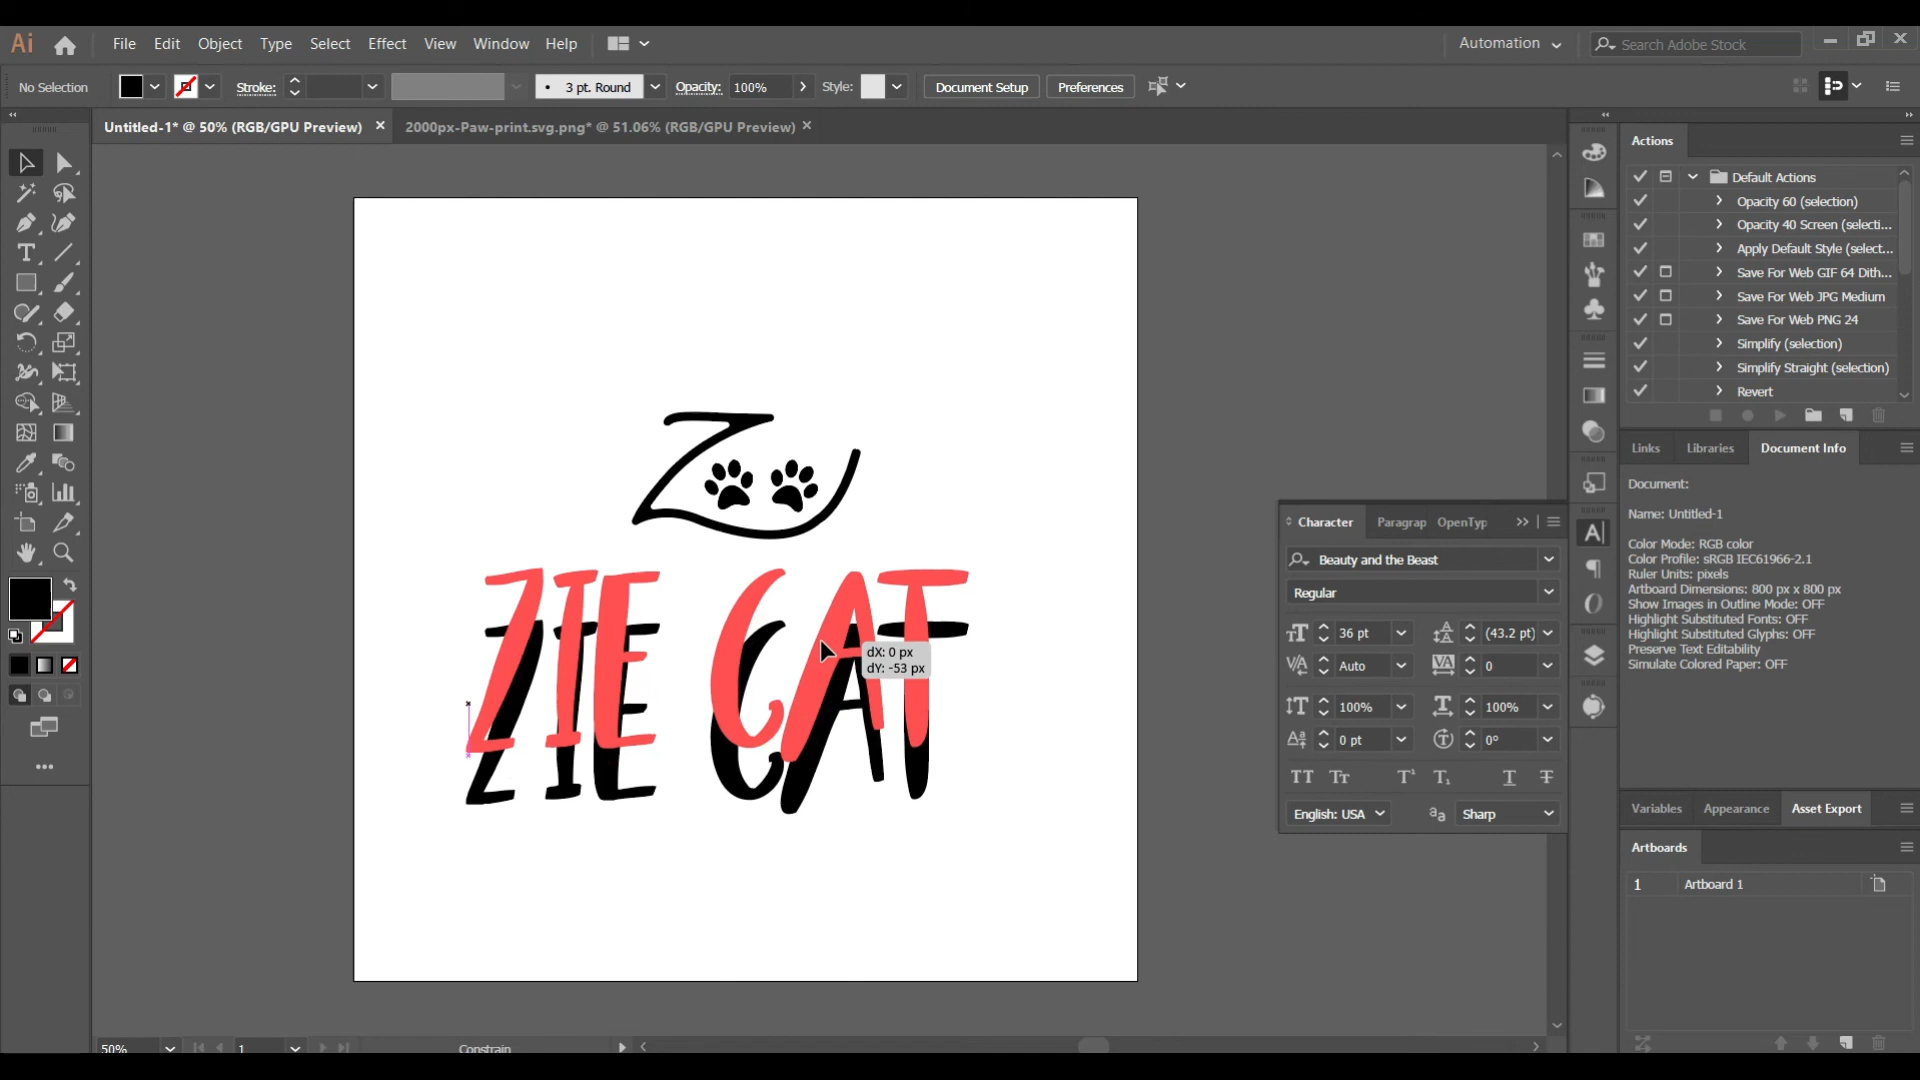 Ai File Edit Object Type Select Effect View Window Help Automation Search Adobe Stock
No Selection Stroke: 3 pt. Round Opacity: 100% Style: Document Setup Preferences
Untitled-1* @ 50% (RGB/GPU Preview) 2000px-Paw-print.svg.png* @ 51.06% (RGB/GPU Preview)
Z
ZIE CAT
ZIE CAT
dX: 0 px
dY: -53 px
50% 1 Constrain
Character Paragrap OpenTyp
Beauty and the Beast
Regular
36 pt (43.2 pt)
Auto 0
100% 100%
0 pt 0°
TT Tr T¹ T₁ T T
English: USA aa Sharp
Actions
Default Actions
Opacity 60 (selection)
Opacity 40 Screen (selecti...
Apply Default Style (select...
Save For Web GIF 64 Dith...
Save For Web JPG Medium
Save For Web PNG 24
Simplify (selection)
Simplify Straight (selection)
Revert
Links Libraries Document Info
Document:
Name: Untitled-1
Color Mode: RGB color
Color Profile: sRGB IEC61966-2.1
Ruler Units: pixels
Artboard Dimensions: 800 px x 800 px
Show Images in Outline Mode: OFF
Highlight Substituted Fonts: OFF
Highlight Substituted Glyphs: OFF
Preserve Text Editability
Simulate Colored Paper: OFF
Variables Appearance Asset Export
Artboards
1 Artboard 1